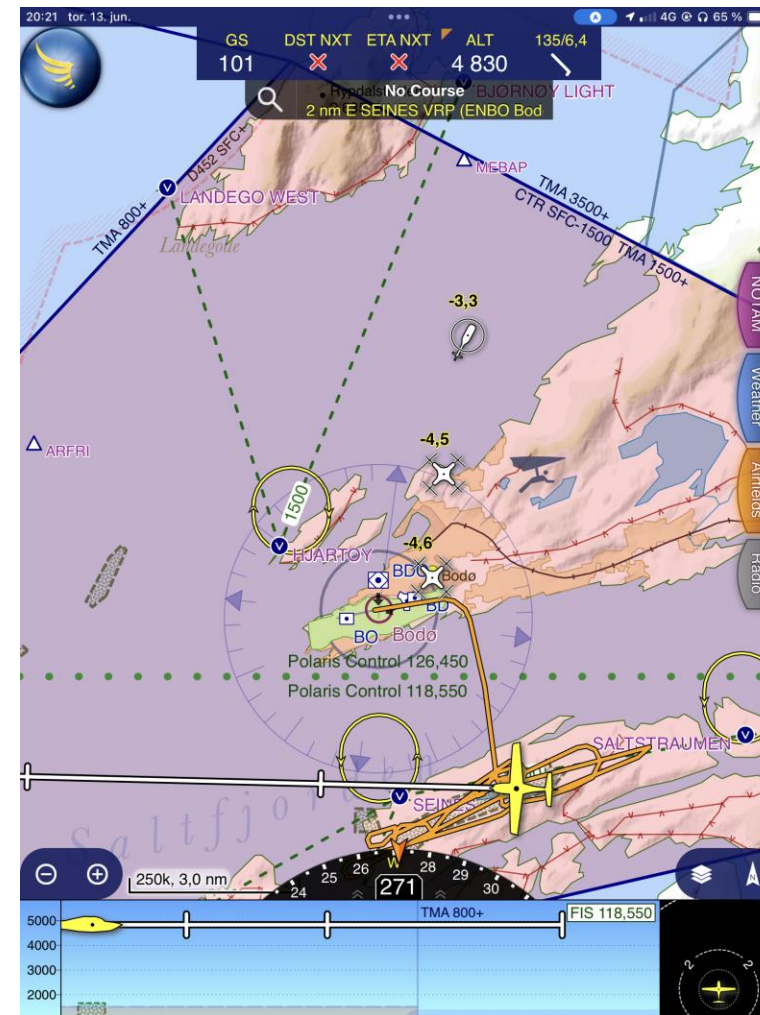 20:21 tor. 13. jun.
4G 65 %
GS DST NXT ETA NXT ALT 135/6,4
101 4 830
No Course
2 nm E SEINES VRP (ENBO Bod
BJØRNØY LIGHT
MEBAP
D452 SFC+
LANDEGO WEST
TMA 800+
Landegode
TMA 3500+
CTR SFC-1500 TMA 1500+
NOTAM
-3,3
Weather
ARFRI
-4,5
Airfields
1500
HJARTOY
-4,6
Radio
Bodø
BD
BO Bodø
Polaris Control 126,450
Polaris Control 118,550
SALTSTRAUMEN
SEINES
Saltfjorden
250k, 3,0 nm
24 25 26 W 28 29 30
271
TMA 800+ FIS 118,550
5000
4000
3000
2000
2 2